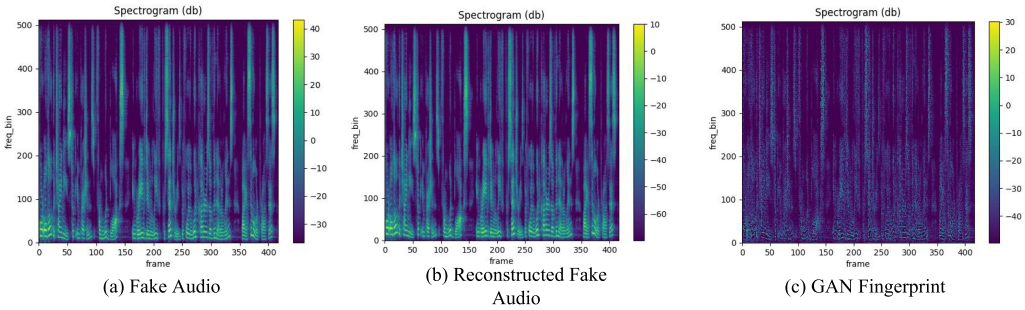 Spectrogram (db)
freq_bin
500
400
300
200
100
0
0 50 100 150 200 250 300 350 400
frame
40
30
20
10
0
−10
−20
−30
(a) Fake Audio
Spectrogram (db)
freq_bin
500
400
300
200
100
0
0 50 100 150 200 250 300 350 400
frame
10
0
−10
−20
−30
−40
−50
−60
(b) Reconstructed Fake
Audio
Spectrogram (db)
freq_bin
500
400
300
200
100
0
0 50 100 150 200 250 300 350 400
frame
30
20
10
0
−10
−20
−30
−40
(c) GAN Fingerprint